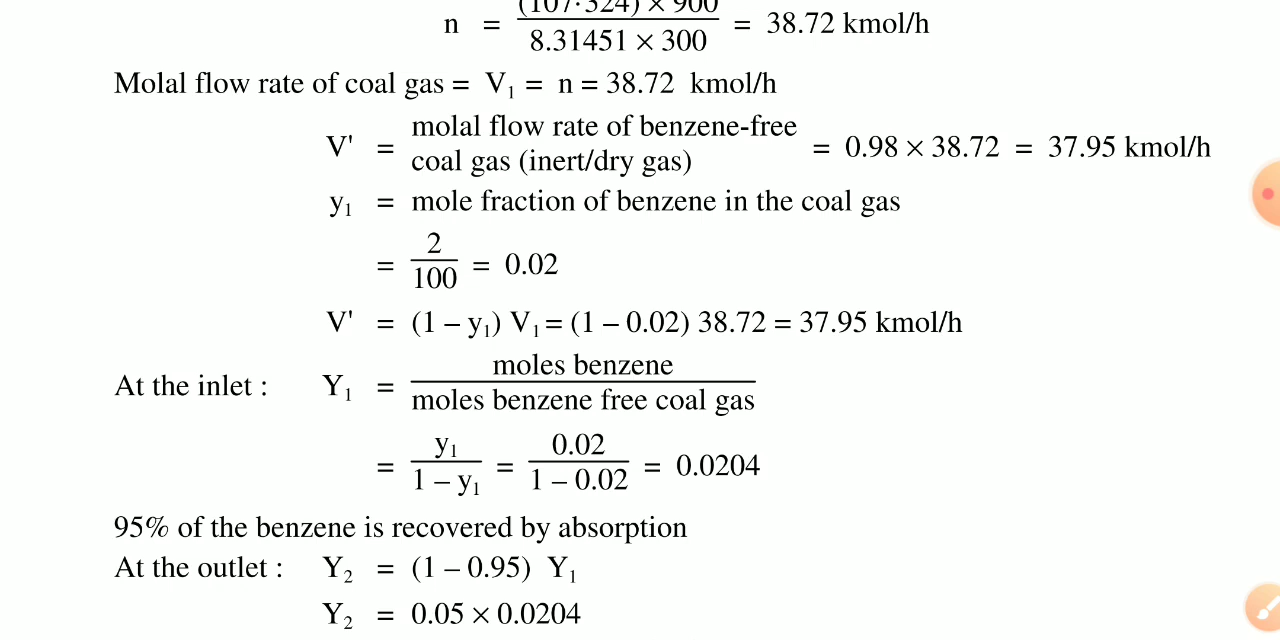 n = (107·324) × 900 / 8.31451 × 300 = 38.72 kmol/h
Molal flow rate of coal gas = V₁ = n = 38.72 kmol/h
V' = molal flow rate of benzene-free coal gas (inert/dry gas) = 0.98 × 38.72 = 37.95 kmol/h
y₁ = mole fraction of benzene in the coal gas
= 2 / 100 = 0.02
V' = (1 – y₁) V₁ = (1 – 0.02) 38.72 = 37.95 kmol/h
At the inlet : Y₁ = moles benzene / moles benzene free coal gas
= y₁ / 1 – y₁ = 0.02 / 1 – 0.02 = 0.0204
95% of the benzene is recovered by absorption
At the outlet : Y₂ = (1 – 0.95) Y₁
Y₂ = 0.05 × 0.0204